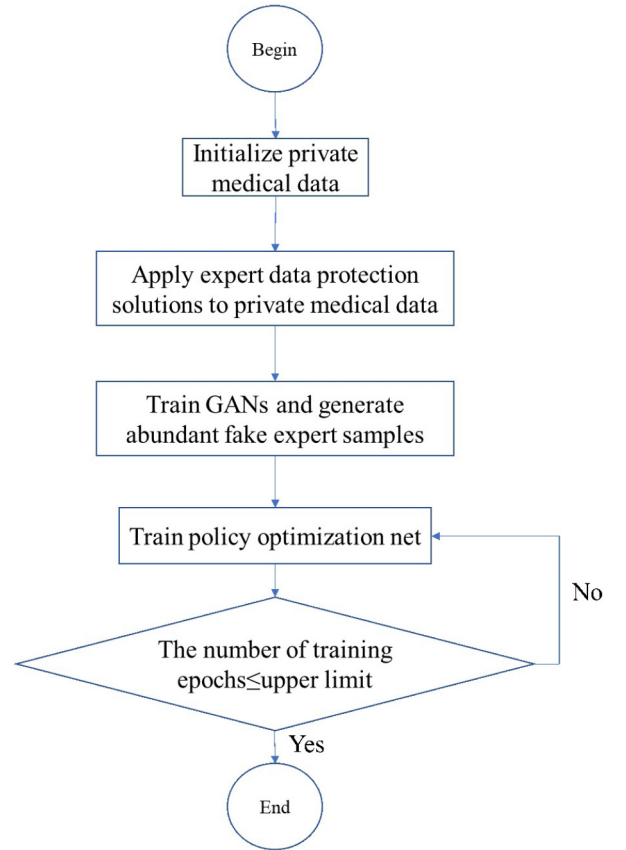 Begin
Initialize private
medical data
Apply expert data protection
solutions to private medical data
Train GANs and generate
abundant fake expert samples
Train policy optimization net
No
The number of training
epochs≤upper limit
Yes
End